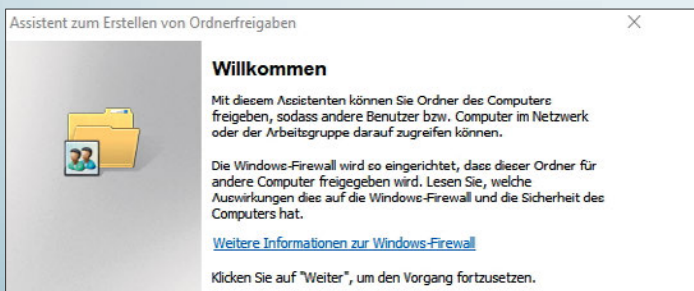 Assistent zum Erstellen von Ordnerfreigaben
Willkommen
Mit diesem Assistenten können Sie Ordner des Computers
freigeben, sodass andere Benutzer bzw. Computer im Netzwerk
oder der Arbeitsgruppe darauf zugreifen können.
Die Windows-Firewall wird so eingerichtet, dass dieser Ordner für
andere Computer freigegeben wird. Lesen Sie, welche
Auswirkungen dies auf die Windows-Firewall und die Sicherheit des
Computers hat.
Weitere Informationen zur Windows-Firewall
Klicken Sie auf "Weiter", um den Vorgang fortzusetzen.